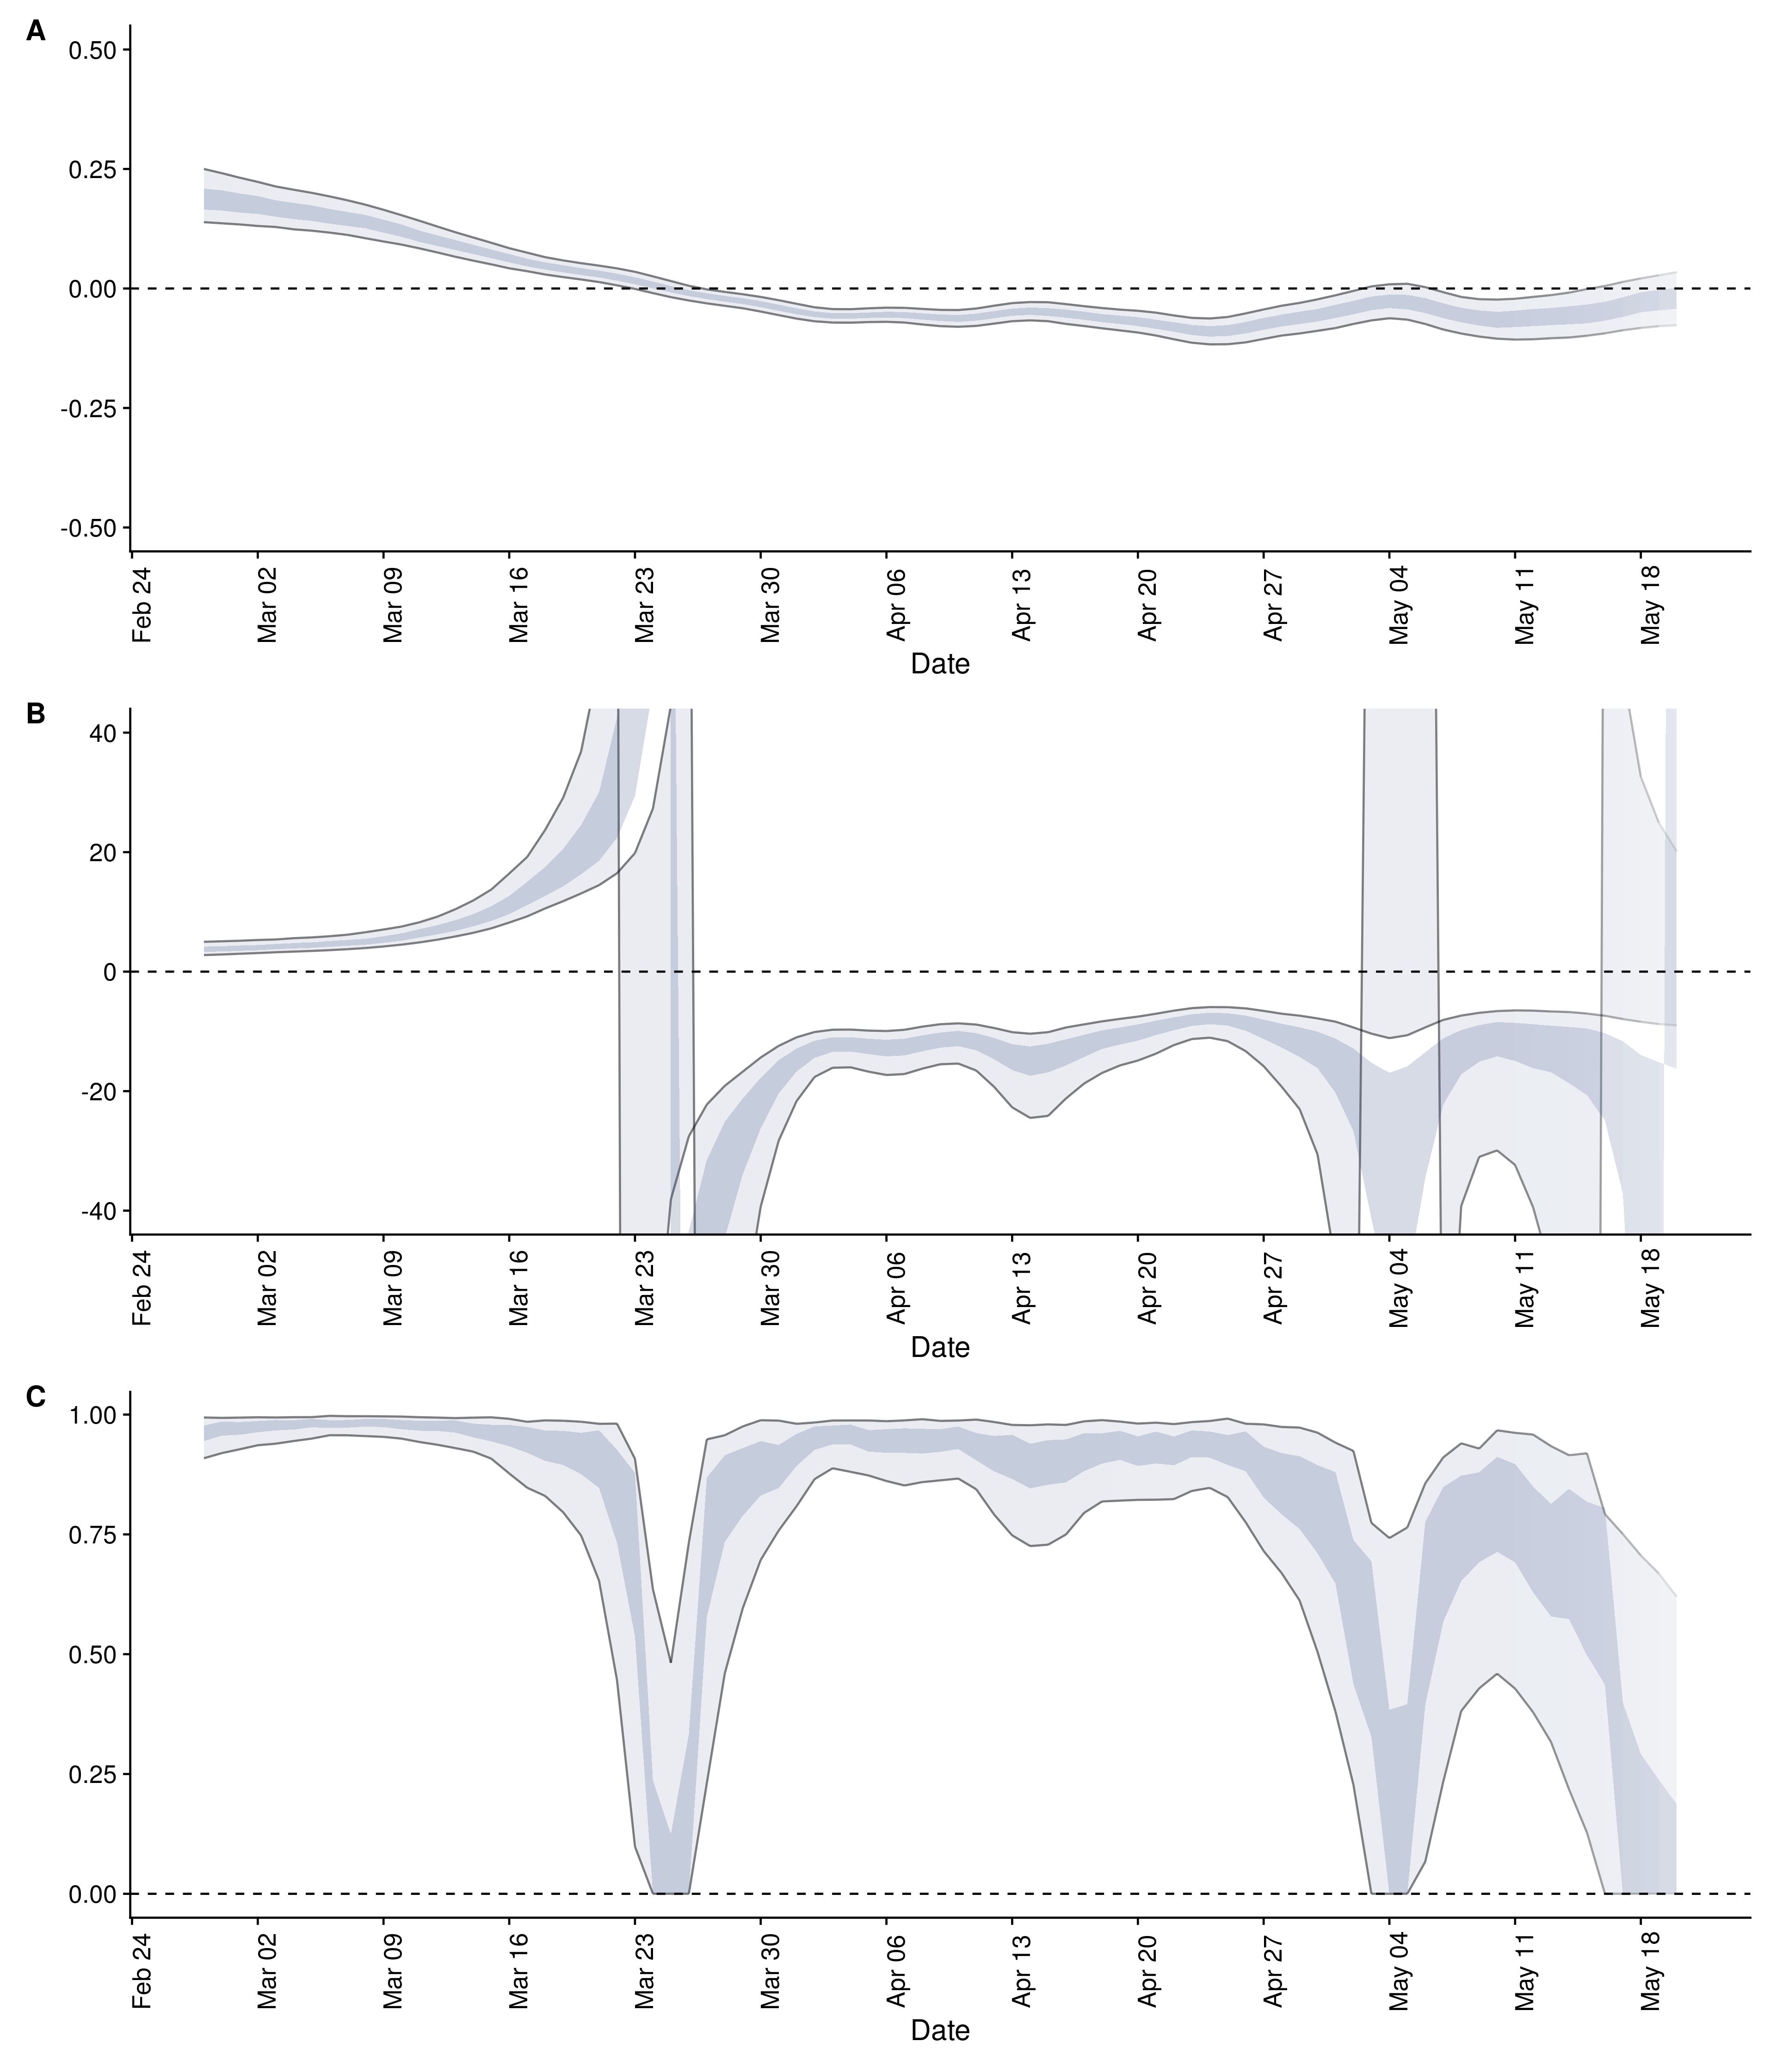 A
0.50
0.25
0.00
-0.25
-0.50
Feb 24
Mar 02
Mar 09
Mar 16
Mar 23
Mar 30
Apr 06
Apr 13
Apr 20
Apr 27
May 04
May 11
May 18
Date
B
40
20
0
-20
-40
Feb 24
Mar 02
Mar 09
Mar 16
Mar 23
Mar 30
Apr 06
Apr 13
Apr 20
Apr 27
May 04
May 11
May 18
Date
C
1.00
0.75
0.50
0.25
0.00
Feb 24
Mar 02
Mar 09
Mar 16
Mar 23
Mar 30
Apr 06
Apr 13
Apr 20
Apr 27
May 04
May 11
May 18
Date